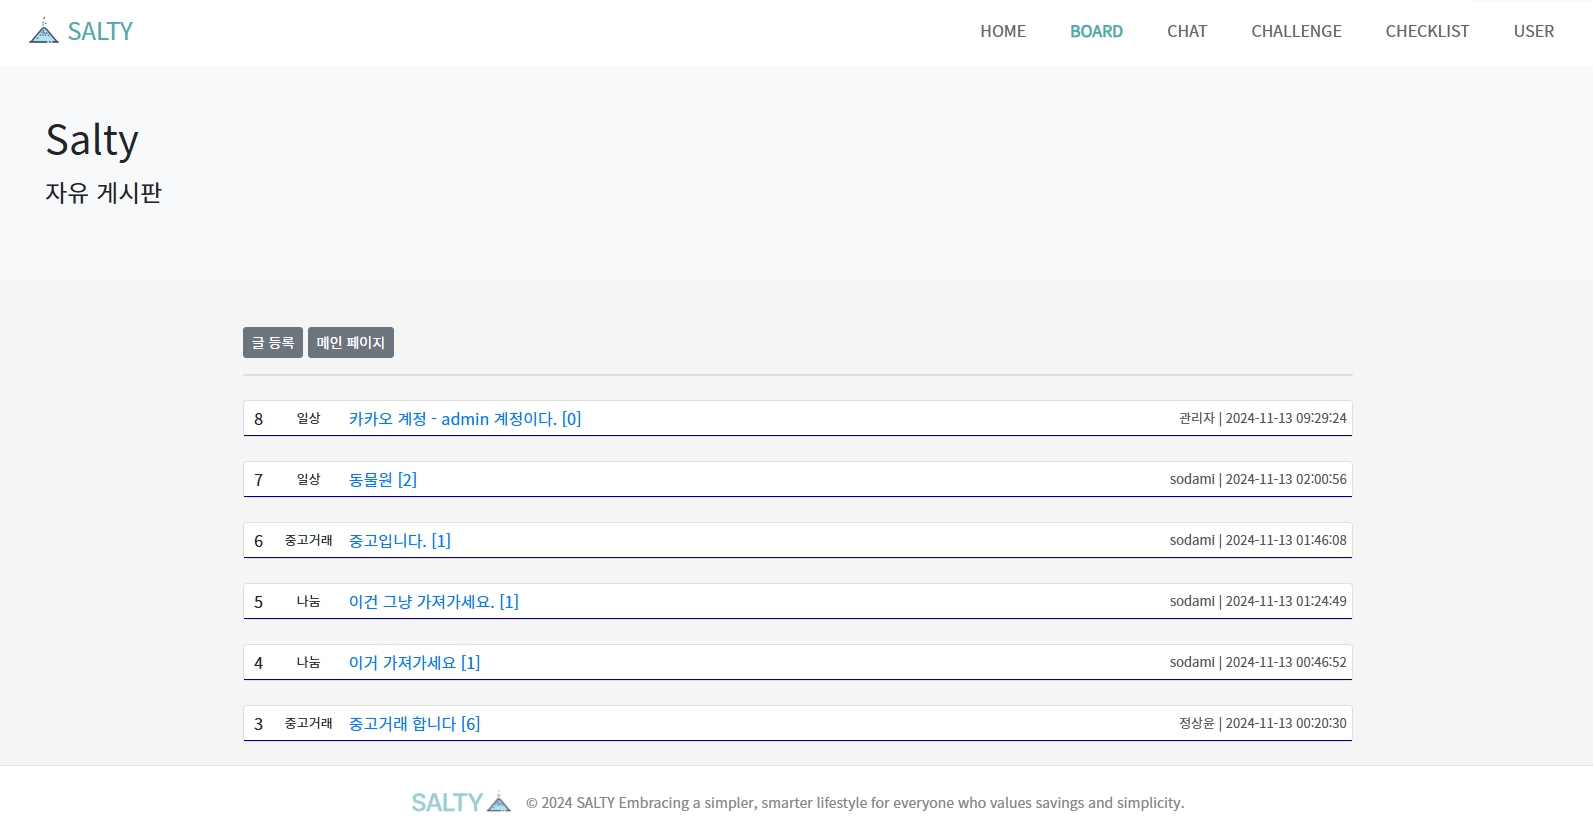 SALTY
HOME BOARD CHAT CHALLENGE CHECKLIST USER
Salty
자유 게시판
글 등록 메인 페이지
8 일상 카카오 계정 - admin 계정이다. [0] 관리자 | 2024-11-13 09:29:24
7 일상 동물원 [2] sodami | 2024-11-13 02:00:56
6 중고거래 중고입니다. [1] sodami | 2024-11-13 01:46:08
5 나눔 이건 그냥 가져가세요. [1] sodami | 2024-11-13 01:24:49
4 나눔 이거 가져가세요 [1] sodami | 2024-11-13 00:46:52
3 중고거래 중고거래 합니다 [6] 정상윤 | 2024-11-13 00:20:30
SALTY © 2024 SALTY Embracing a simpler, smarter lifestyle for everyone who values savings and simplicity.